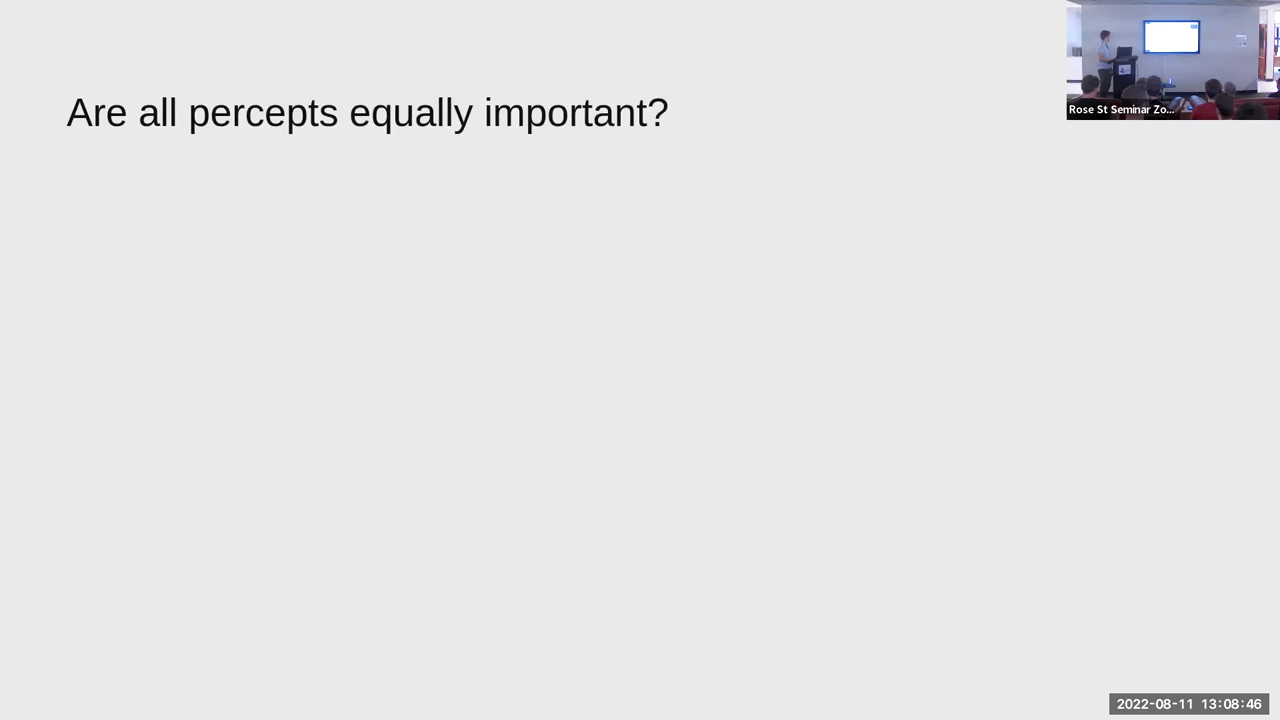 Are all percepts equally important?
Rose St Seminar Zo...
2022-08-11 13:08:46